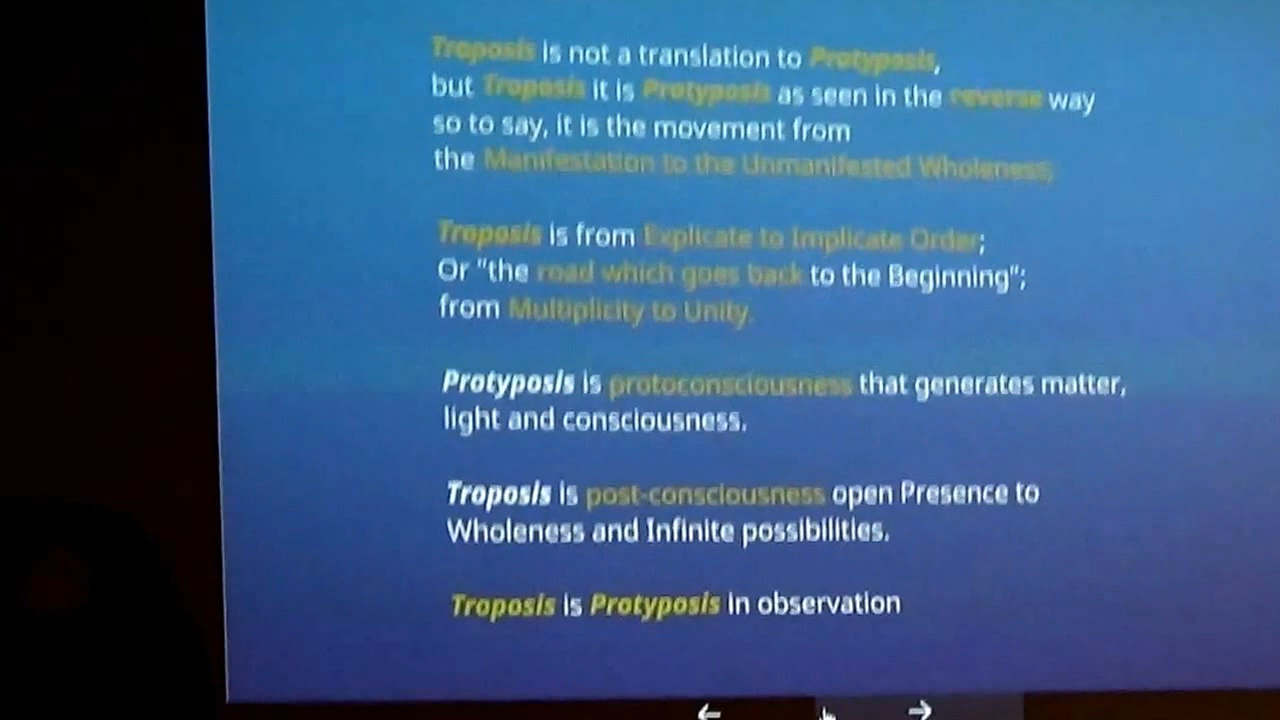 Troposis is not a translation to Protyposis,
but Troposis it is Protyposis as seen in the reverse way
so to say, it is the movement from
the Manifestation to the Unmanifested Wholeness;
Troposis is from Explicate to Implicate Order;
Or "the road which goes back to the Beginning";
from Multiplicity to Unity.
Protyposis is protoconsciousness that generates matter,
light and consciousness.
Troposis is post-consciousness open Presence to
Wholeness and Infinite possibilities.
Troposis is Protyposis in observation